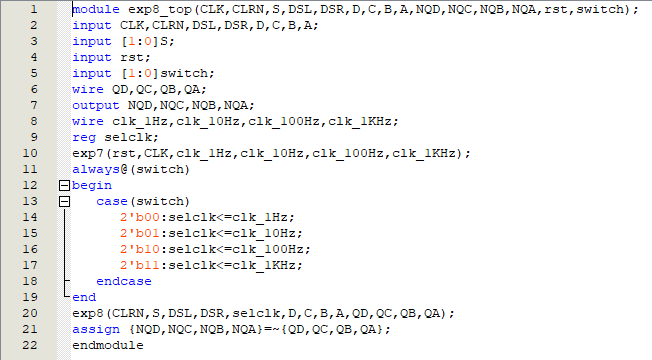 1 module exp8_top(CLK,CLRN,S,DSL,DSR,D,C,B,A,NQD,NQC,NQB,NQA,rst,switch);
2 input CLK,CLRN,DSL,DSR,D,C,B,A;
3 input [1:0]S;
4 input rst;
5 input [1:0]switch;
6 wire QD,QC,QB,QA;
7 output NQD,NQC,NQB,NQA;
8 wire clk_1Hz,clk_10Hz,clk_100Hz,clk_1KHz;
9 reg selclk;
10 exp7(rst,CLK,clk_1Hz,clk_10Hz,clk_100Hz,clk_1KHz);
11 always@(switch)
12 begin
13 case(switch)
14 2'b00:selclk<=clk_1Hz;
15 2'b01:selclk<=clk_10Hz;
16 2'b10:selclk<=clk_100Hz;
17 2'b11:selclk<=clk_1KHz;
18 endcase
19 end
20 exp8(CLRN,S,DSL,DSR,selclk,D,C,B,A,QD,QC,QB,QA);
21 assign {NQD,NQC,NQB,NQA}=~{QD,QC,QB,QA};
22 endmodule